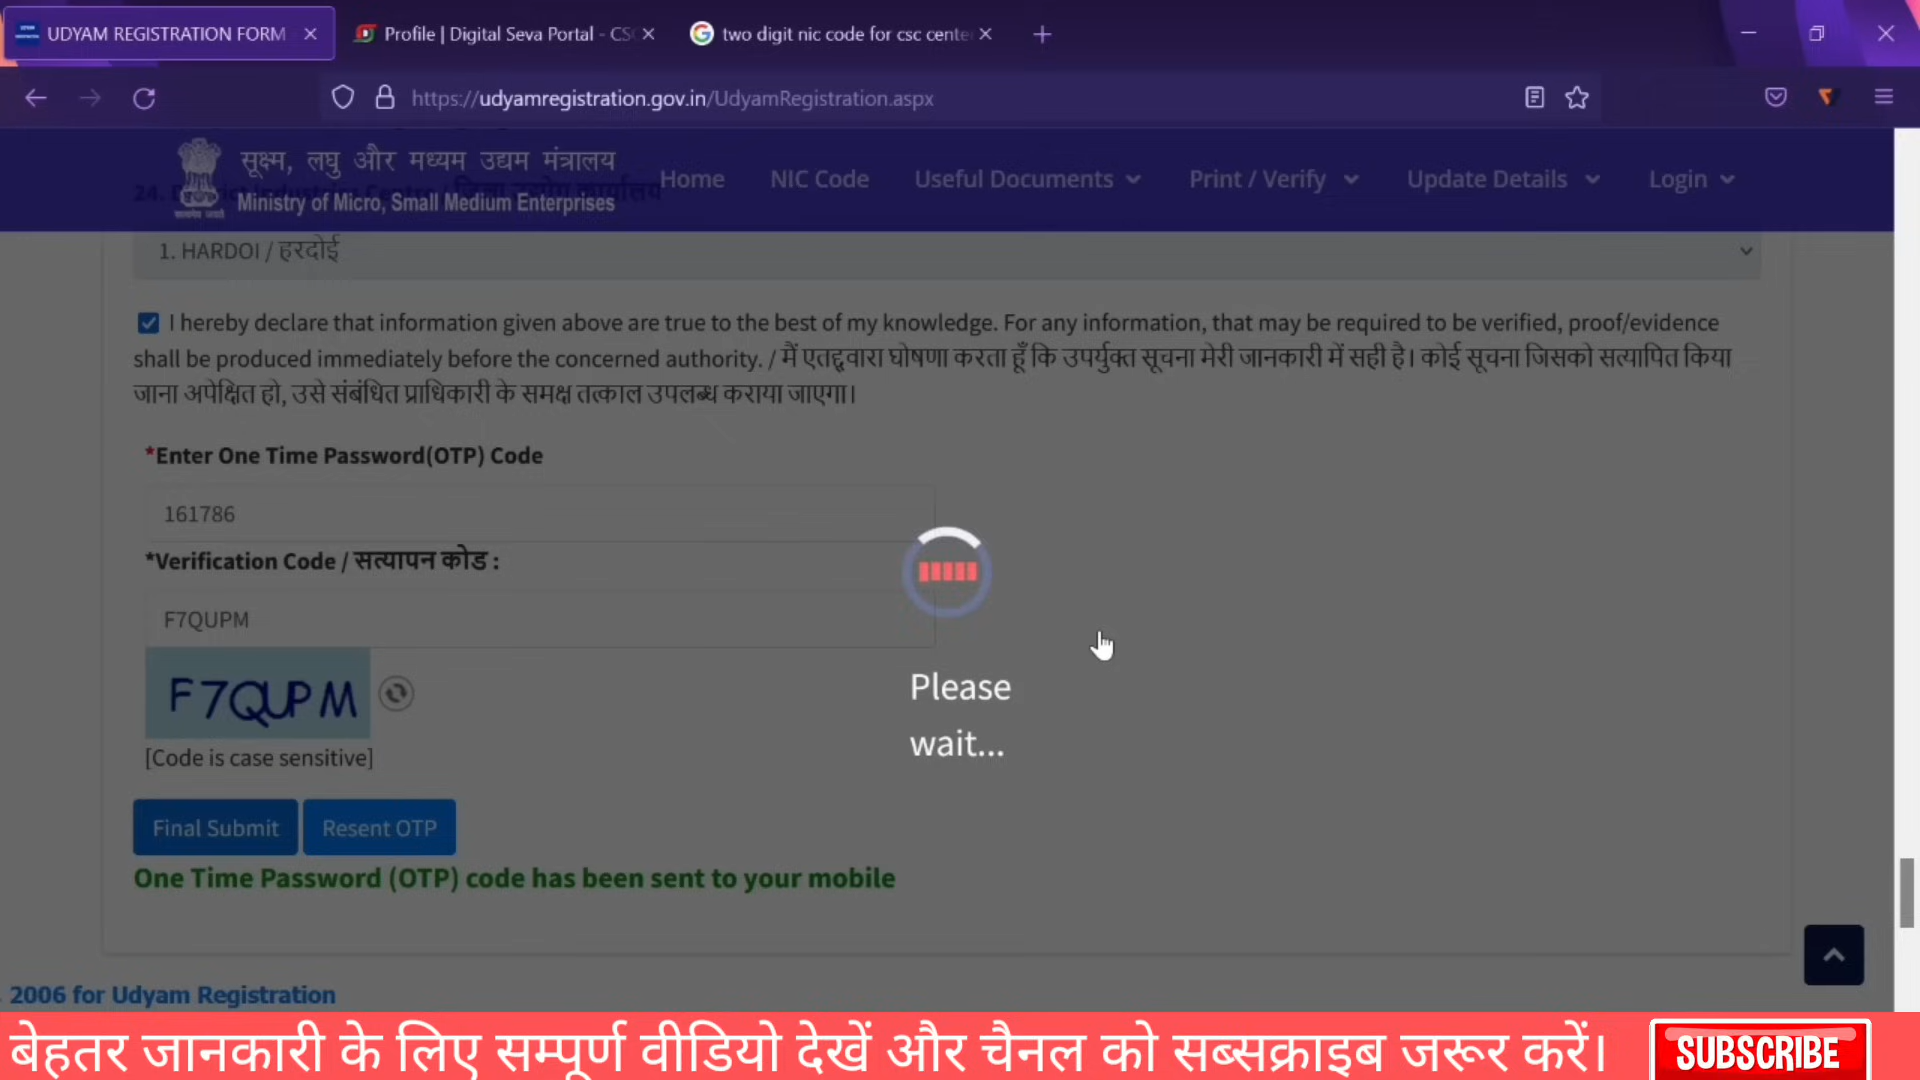 UDYAM REGISTRATION FORM
Profile | Digital Seva Portal - CSC
two digit nic code for csc cente
https://udyamregistration.gov.in/UdyamRegistration.aspx
सूक्ष्म, लघु और मध्यम उद्यम मंत्रालय
Ministry of Micro, Small Medium Enterprises
Home
NIC Code
Useful Documents
Print / Verify
Update Details
Login
1. HARDOI / हरदोई
I hereby declare that information given above are true to the best of my knowledge. For any information, that may be required to be verified, proof/evidence
shall be produced immediately before the concerned authority. / मैं एतद्द्वारा घोषणा करता हूँ कि उपर्युक्त सूचना मेरी जानकारी में सही है। कोई सूचना जिसको सत्यापित किया
जाना अपेक्षित हो, उसे संबंधित प्राधिकारी के समक्ष तत्काल उपलब्ध कराया जाएगा।
*Enter One Time Password(OTP) Code
161786
*Verification Code / सत्यापन कोड :
F7QUPM
F7QUPM
[Code is case sensitive]
Please
wait...
Final Submit
Resent OTP
One Time Password (OTP) code has been sent to your mobile
2006 for Udyam Registration
बेहतर जानकारी के लिए सम्पूर्ण वीडियो देखें और चैनल को सब्सक्राइब जरूर करें।
SUBSCRIBE